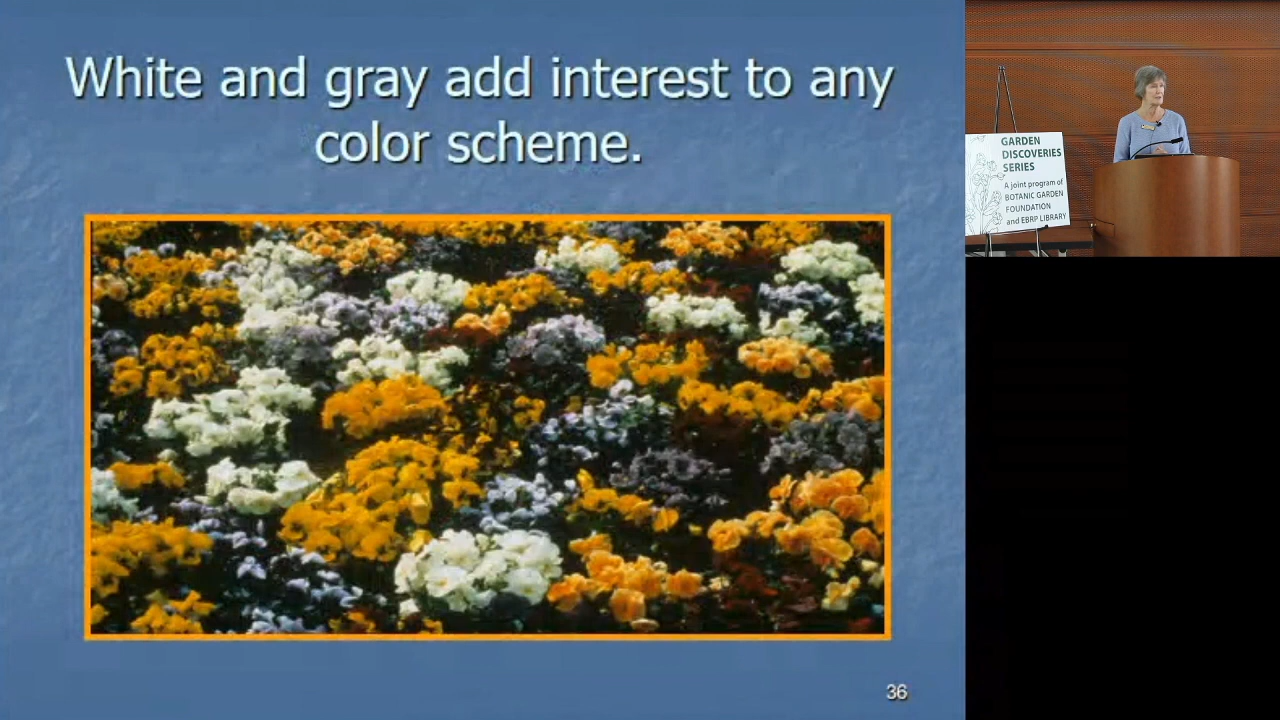 White and gray add interest to any
color scheme.
36
GARDEN
DISCOVERIES
SERIES
A joint program of
BOTANIC GARDEN
FOUNDATION
and EBRP LIBRARY